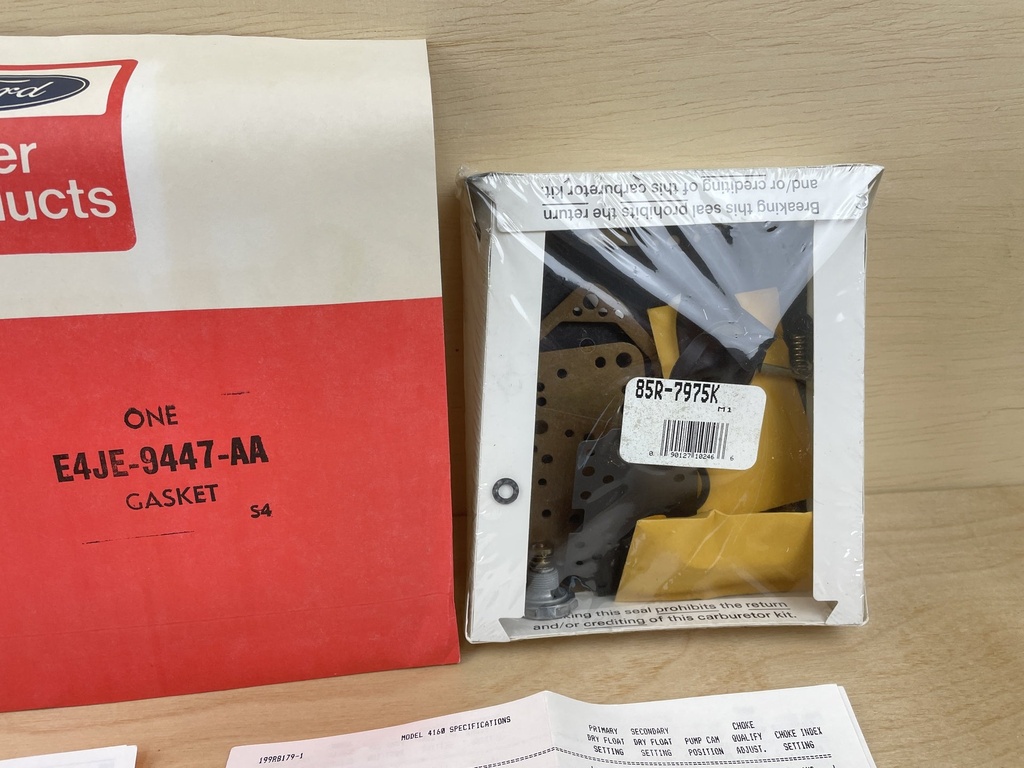 Ford
er
ducts
ONE
E4JE-9447-AA
GASKET
S4
Breaking this seal prohibits the return
and/or crediting of this carburetor kit.
85R-7975K
M1
0 90127 10246 6
king this seal prohibits the return
and/or crediting of this carburetor kit.
199R8179-1
MODEL 4160 SPECIFICATIONS
PRIMARY SECONDARY CHOKE
DRY FLOAT DRY FLOAT PUMP CAM QUALIFY CHOKE INDEX
SETTING SETTING POSITION ADJUST. SETTING